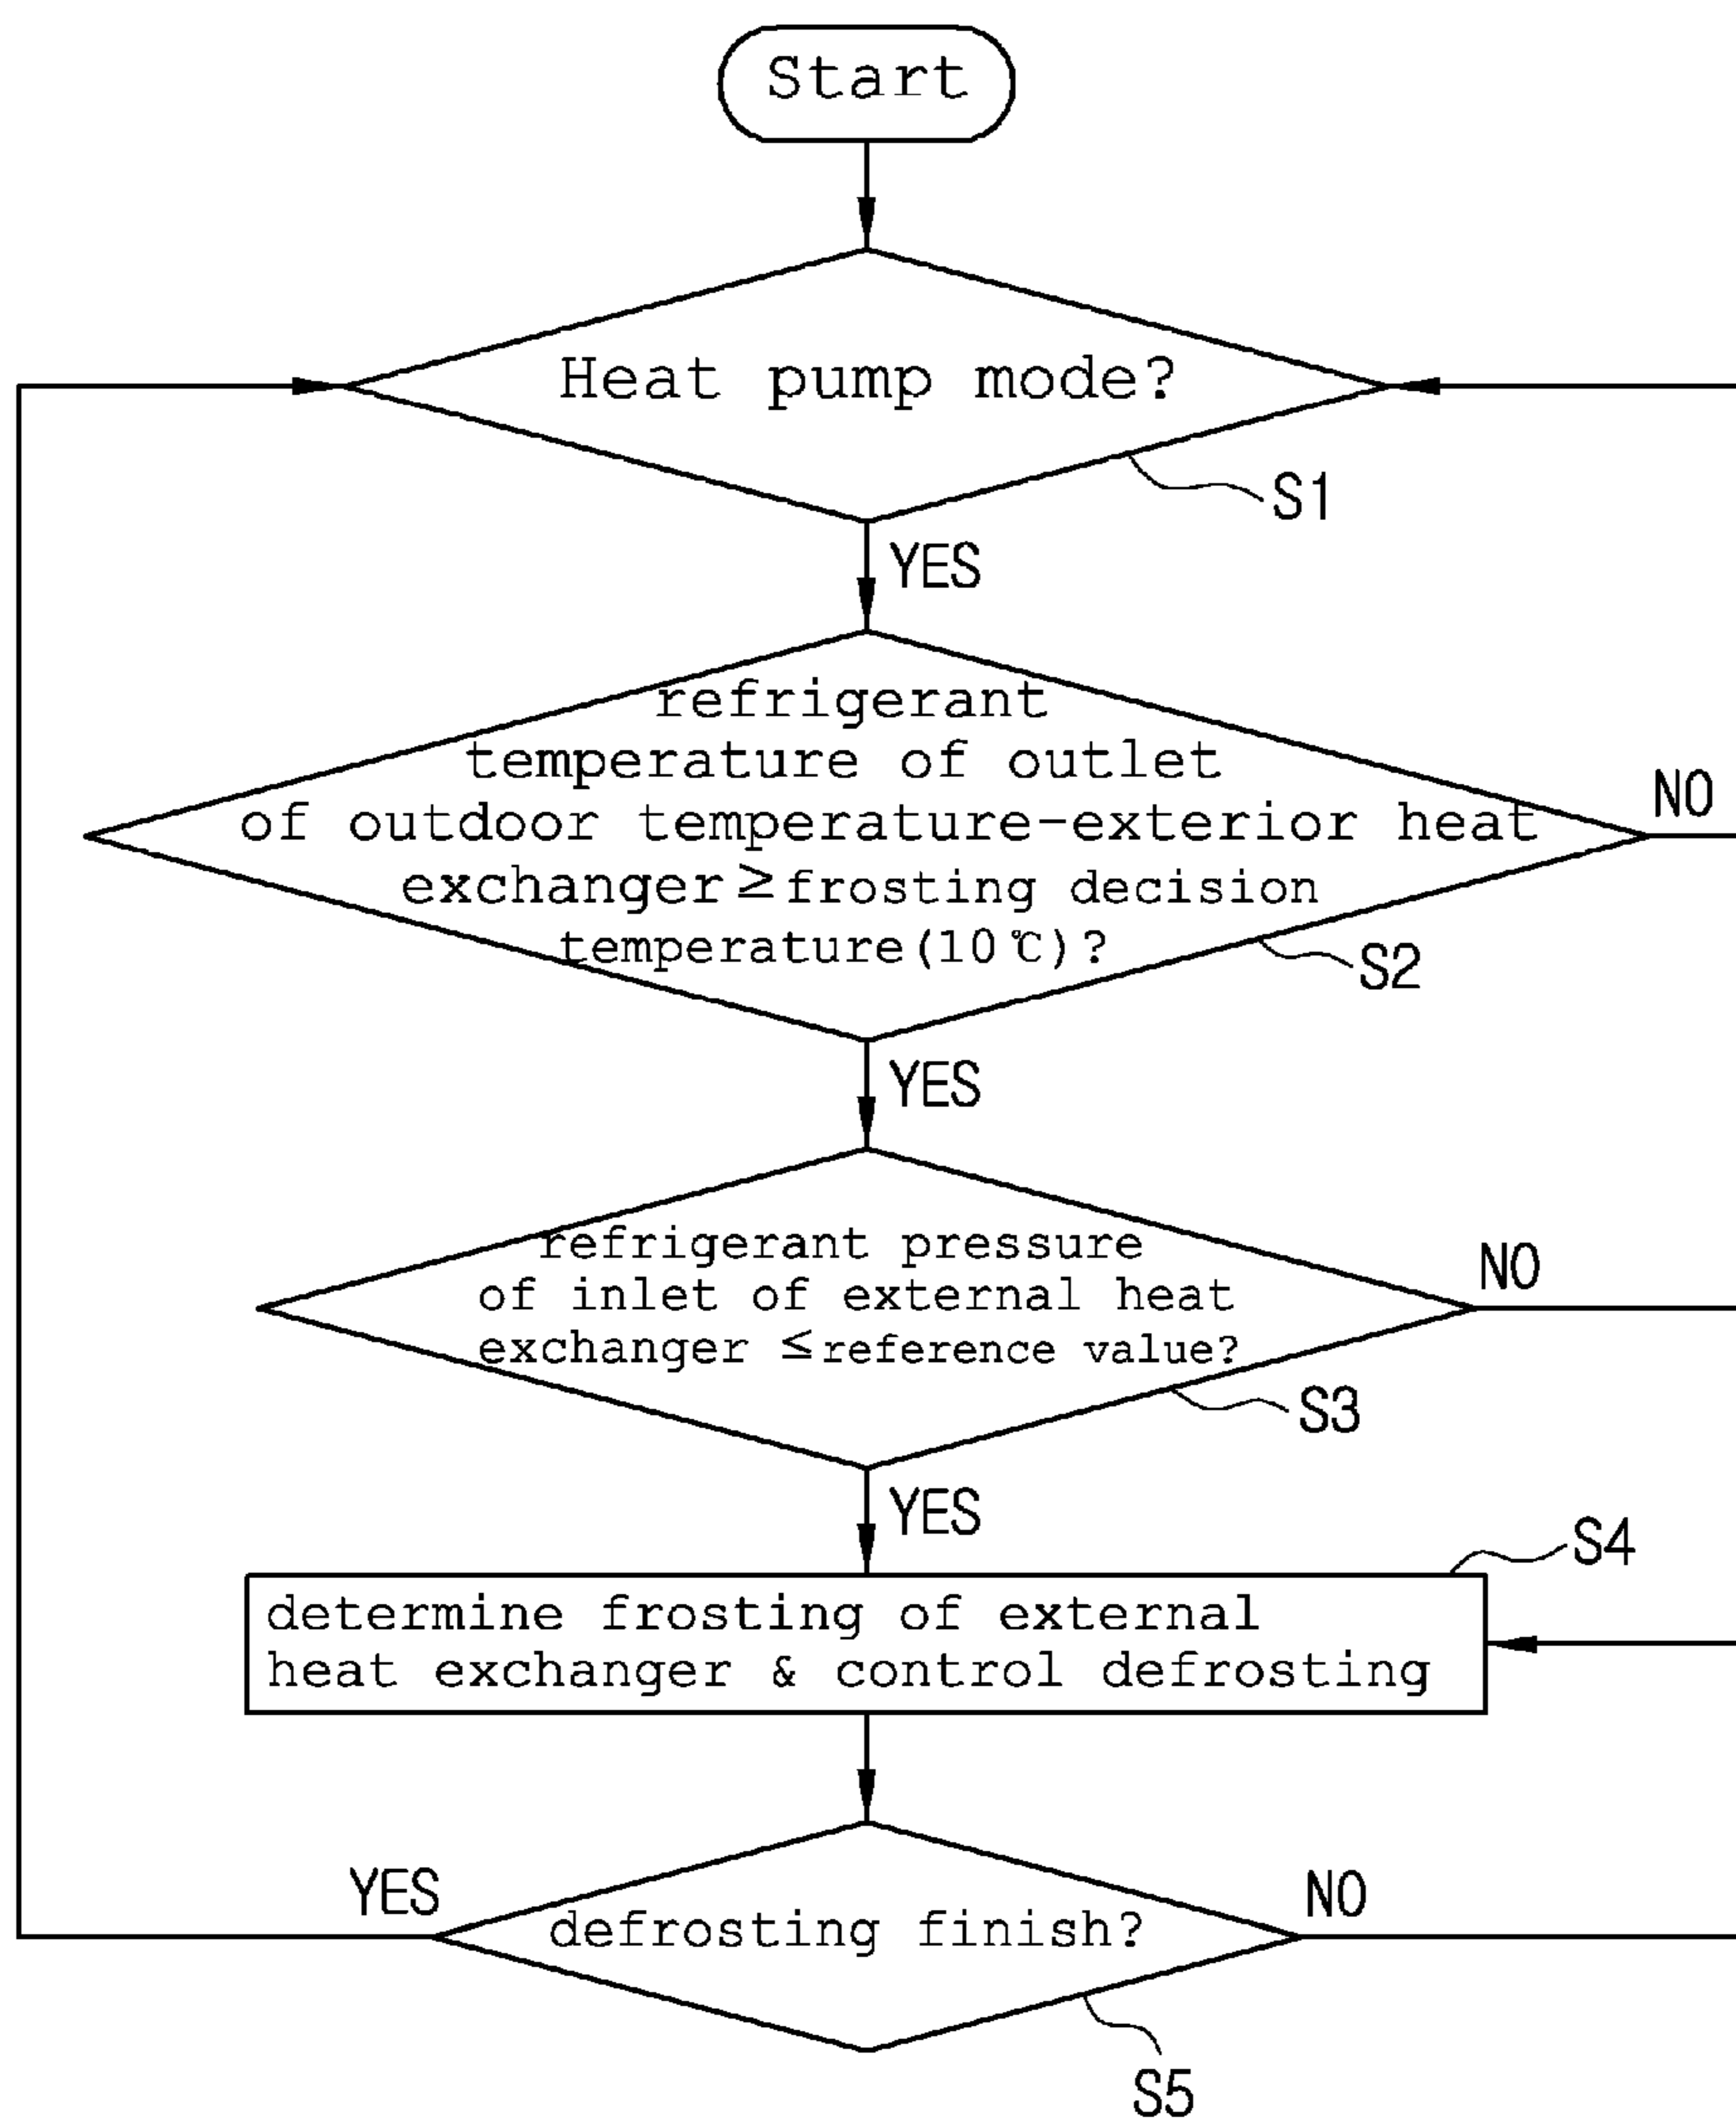 Start
Heat pump mode?
S1
YES
refrigerant
temperature of outlet
of outdoor temperature-exterior heat
exchanger≥frosting decision
temperature(10℃)?
NO
S2
YES
refrigerant pressure
of inlet of external heat
exchanger ≤reference value?
NO
S3
YES
S4
determine frosting of external
heat exchanger & control defrosting
YES
defrosting finish?
NO
S5